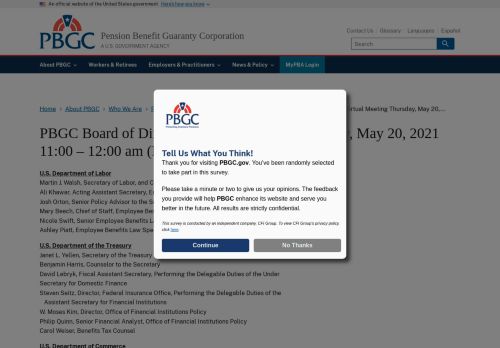 An official website of the United States government Here's how you know
PBGC
Pension Benefit Guaranty Corporation
A U.S. GOVERNMENT AGENCY
Contact Us Glossary Languages Español
Search
About PBGC Workers & Retirees Employers & Practitioners News & Policy MyPBA Login
Home About PBGC Who We Are
Virtual Meeting Thursday, May 20,...
PBGC Board of Di
, May 20, 2021
11:00 – 12:00 am (
U.S. Department of Labor
Martin J. Walsh, Secretary of Labor, and C
Ali Khawar, Acting Assistant Secretary, E
Josh Orton, Senior Policy Advisor to the S
Mary Beech, Chief of Staff, Employee Ben
Nicole Swift, Senior Employee Benefits L
Ashley Piatt, Employee Benefits Law Spe
U.S. Department of the Treasury
Janet L. Yellen, Secretary of the Treasury
Benjamin Harris, Counselor to the Secretary
David Lebryk, Fiscal Assistant Secretary, Performing the Delegable Duties of the Under
Secretary for Domestic Finance
Steven Seitz, Director, Federal Insurance Office, Performing the Delegable Duties of the
Assistant Secretary for Financial Institutions
W. Moses Kim, Director, Office of Financial Institutions Policy
Philip Quinn, Senior Financial Analyst, Office of Financial Institutions Policy
Carol Weiser, Benefits Tax Counsel
U.S. Department of Commerce
PBGC
Protecting America's Pensions
Tell Us What You Think!
Thank you for visiting PBGC.gov. You've been randomly selected
to take part in this survey.
Please take a minute or two to give us your opinions. The feedback
you provide will help PBGC enhance its website and serve you
better in the future. All results are strictly confidential.
This survey is conducted by an independent company, CFI Group. To view CFI Group's privacy policy
click here.
Continue No Thanks